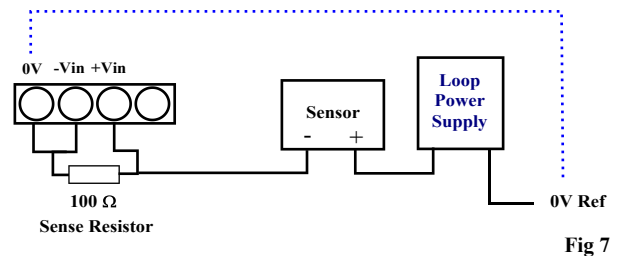 0V -Vin +Vin
Sensor
- +
Loop
Power
Supply
100 Ω
Sense Resistor
0V Ref
Fig 7